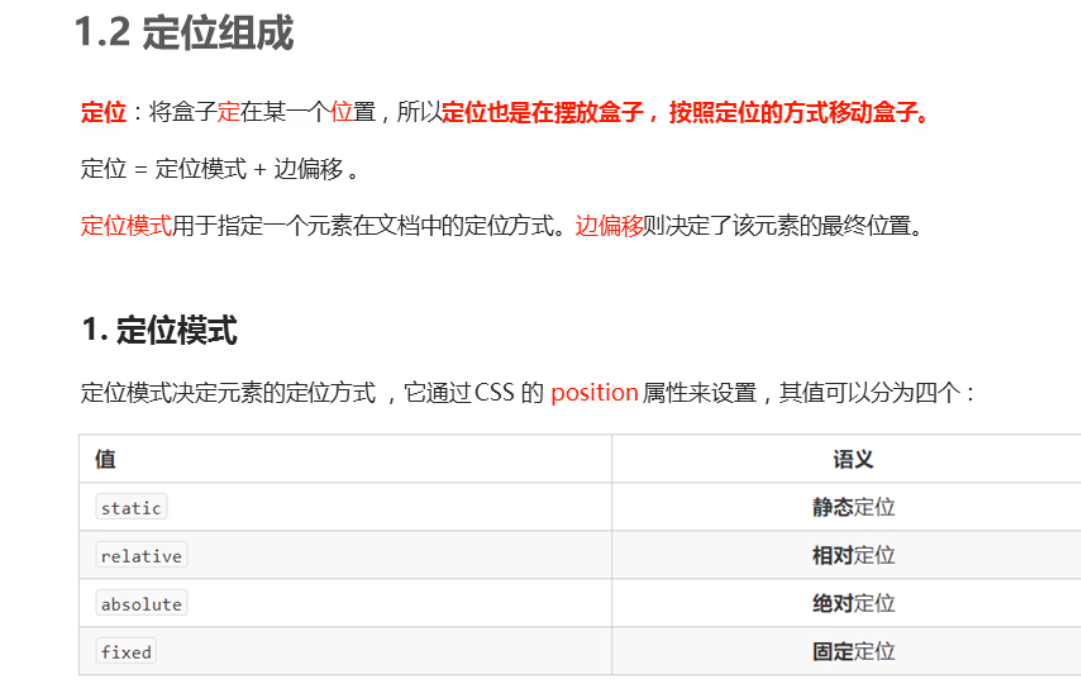 1.2 定位组成
定位：将盒子定在某一个位置，所以定位也是在摆放盒子，按照定位的方式移动盒子。
定位 = 定位模式 + 边偏移 。
定位模式用于指定一个元素在文档中的定位方式。边偏移则决定了该元素的最终位置。
1. 定位模式
定位模式决定元素的定位方式 ，它通过 CSS 的 position 属性来设置，其值可以分为四个：
值 语义
static 静态定位
relative 相对定位
absolute 绝对定位
fixed 固定定位